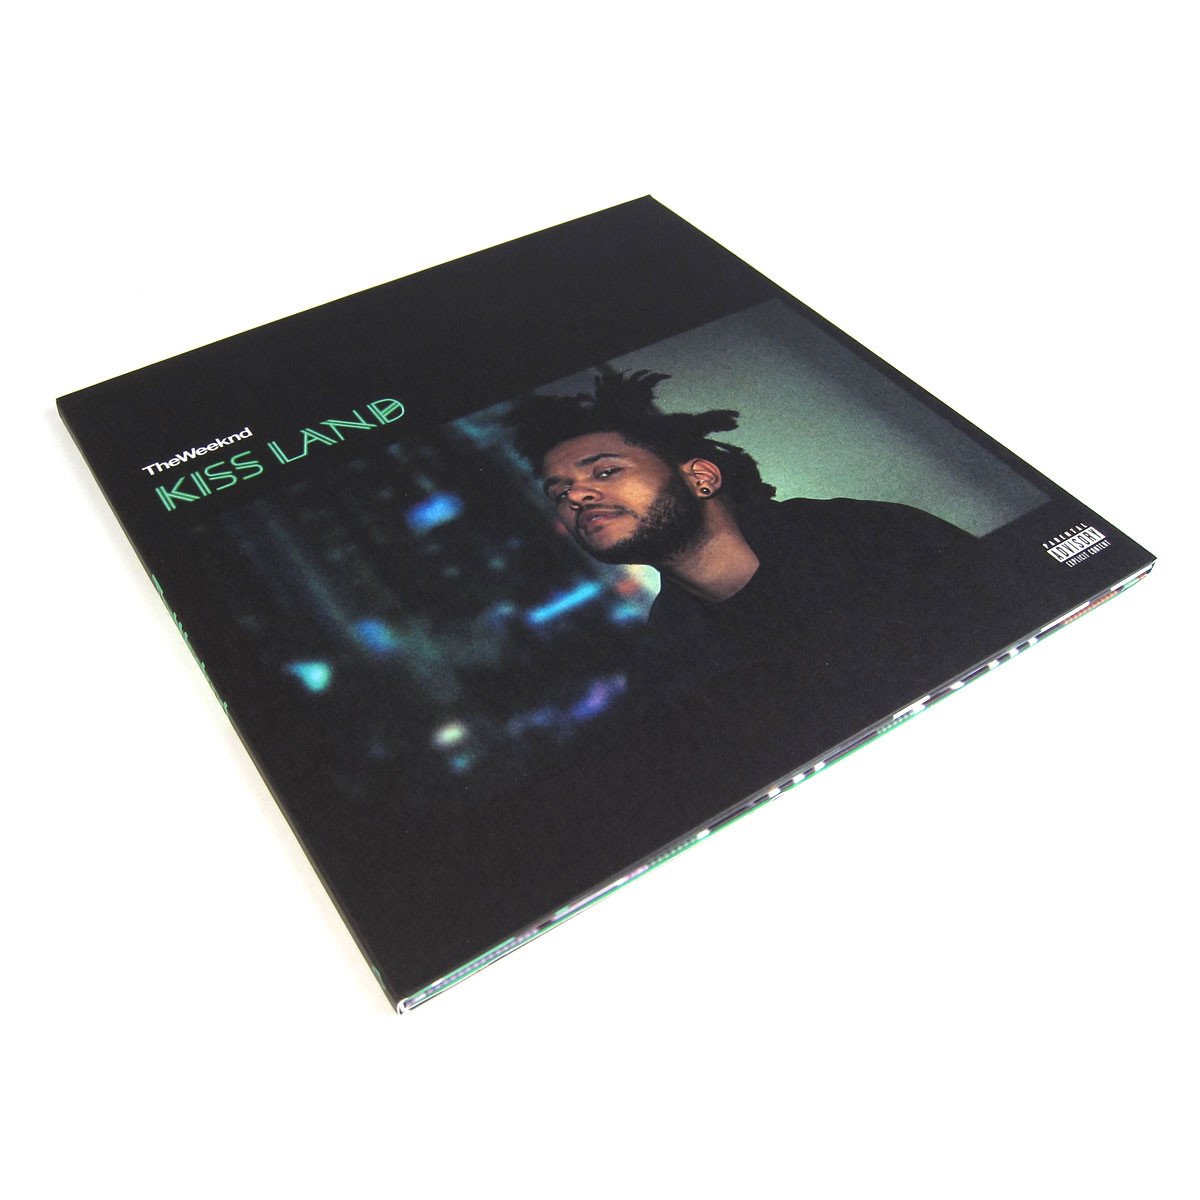 TheWeeknd
KISS LAND
PARENTAL
ADVISORY
EXPLICIT CONTENT